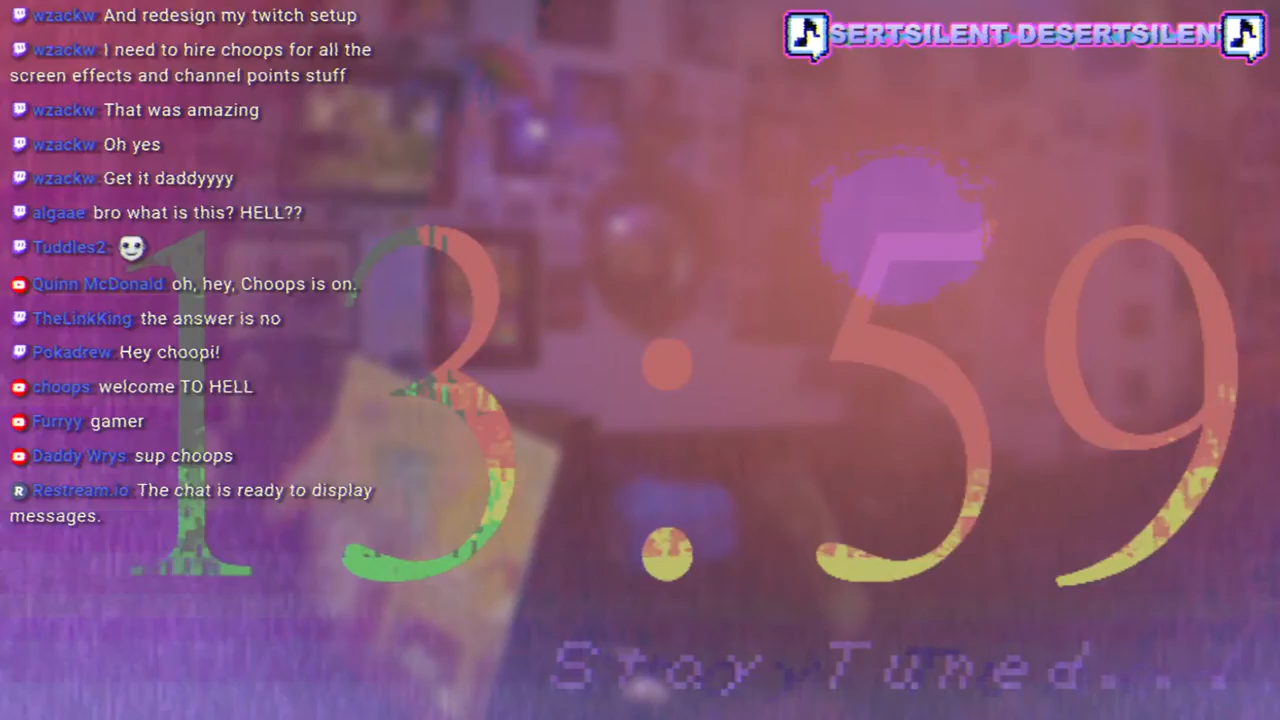 wzackw: And redesign my twitch setup
wzackw: I need to hire choops for all the
screen effects and channel points stuff
wzackw: That was amazing
wzackw: Oh yes
wzackw: Get it daddyyyy
algaae: bro what is this? HELL??
Tuddles2:
Quinn McDonald: oh, hey, Choops is on.
TheLinkKing: the answer is no
Pokadrew: Hey choopi!
choops: welcome TO HELL
Furryy: gamer
Daddy Wrys: sup choops
R Restream.io: The chat is ready to display
messages.
SERTSILENT DESERTSILEN
13:59
Stay Tuned...